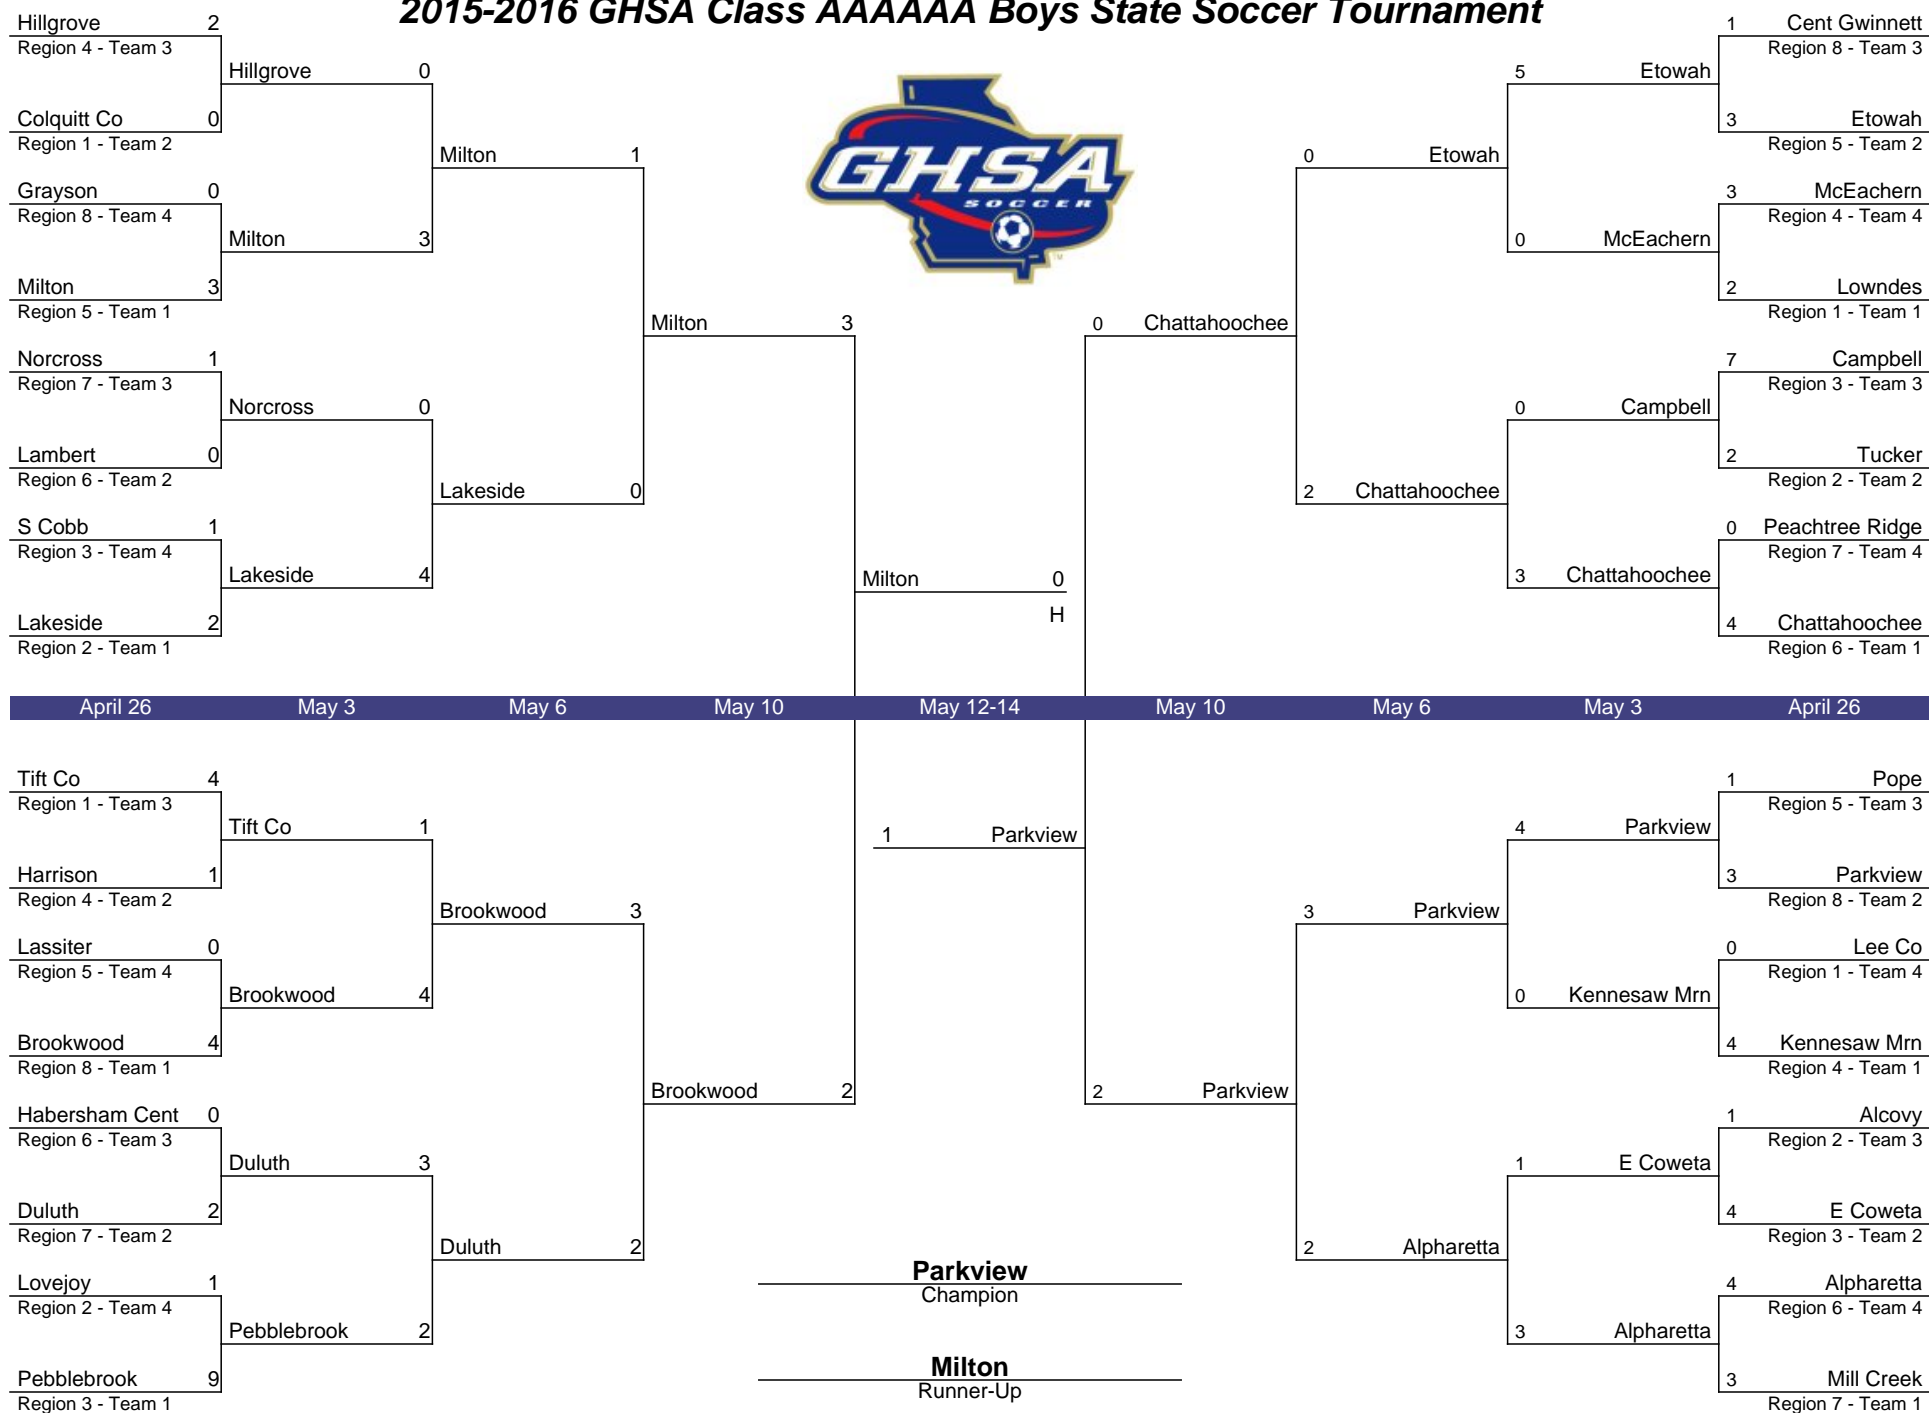 2015-2016 GHSA Class AAAAAA Boys State Soccer Tournament
Hillgrove 2
Region 4 - Team 3
Hillgrove 0
Colquitt Co 0
Region 1 - Team 2
Milton 1
Grayson 0
Region 8 - Team 4
Milton 3
Milton 3
Region 5 - Team 1
Milton 3
Norcross 1
Region 7 - Team 3
Norcross 0
Lambert 0
Region 6 - Team 2
Lakeside 0
S Cobb 1
Region 3 - Team 4
Lakeside 4
Lakeside 2
Region 2 - Team 1
Milton 0
H
GHSA
SOCCER
TM
1 Cent Gwinnett
Region 8 - Team 3
5 Etowah
3 Etowah
Region 5 - Team 2
0 Etowah
3 McEachern
Region 4 - Team 4
0 McEachern
2 Lowndes
Region 1 - Team 1
0 Chattahoochee
7 Campbell
Region 3 - Team 3
0 Campbell
2 Tucker
Region 2 - Team 2
2 Chattahoochee
0 Peachtree Ridge
Region 7 - Team 4
3 Chattahoochee
4 Chattahoochee
Region 6 - Team 1
April 26 May 3 May 6 May 10 May 12-14 May 10 May 6 May 3 April 26
Tift Co 4
Region 1 - Team 3
Tift Co 1
Harrison 1
Region 4 - Team 2
Brookwood 3
Lassiter 0
Region 5 - Team 4
Brookwood 4
Brookwood 4
Region 8 - Team 1
Brookwood 2
Habersham Cent 0
Region 6 - Team 3
Duluth 3
Duluth 2
Region 7 - Team 2
Duluth 2
Lovejoy 1
Region 2 - Team 4
Pebblebrook 2
Pebblebrook 9
Region 3 - Team 1
1 Parkview
Parkview
Champion
Milton
Runner-Up
1 Pope
Region 5 - Team 3
4 Parkview
3 Parkview
Region 8 - Team 2
3 Parkview
0 Lee Co
Region 1 - Team 4
0 Kennesaw Mrn
4 Kennesaw Mrn
Region 4 - Team 1
2 Parkview
1 Alcovy
Region 2 - Team 3
1 E Coweta
4 E Coweta
Region 3 - Team 2
2 Alpharetta
4 Alpharetta
Region 6 - Team 4
3 Alpharetta
3 Mill Creek
Region 7 - Team 1